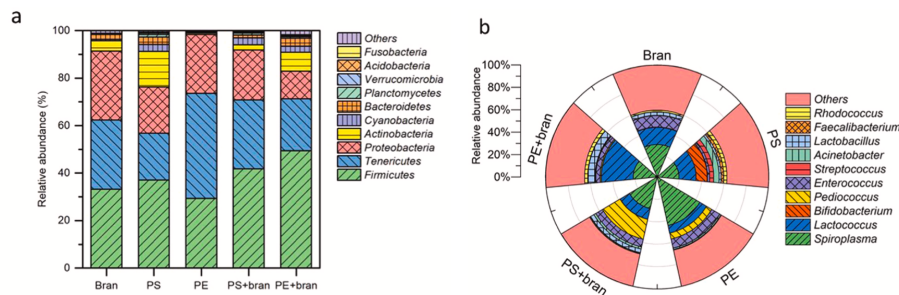 a
Relative abundance (%)
100
80
60
40
20
0
Bran PS PE PS+bran PE+bran
Others
Fusobacteria
Acidobacteria
Verrucomicrobia
Planctomycetes
Bacteroidetes
Cyanobacteria
Actinobacteria
Proteobacteria
Tenericutes
Firmicutes
b
Relative abundance
100%
80%
60%
40%
20%
0%
Bran
PS
PE
PS+bran
PE+bran
Others
Rhodococcus
Faecalibacterium
Lactobacillus
Acinetobacter
Streptococcus
Enterococcus
Pediococcus
Bifidobacterium
Lactococcus
Spiroplasma